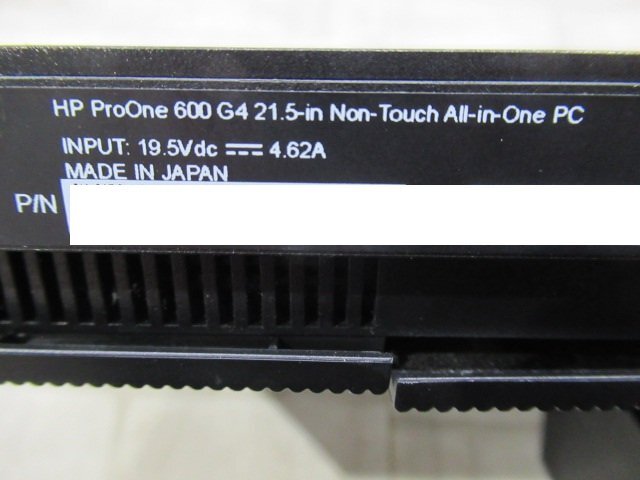 HP ProOne 600 G4 21.5-in Non-Touch All-in-One PC
INPUT: 19.5Vdc ⎓ 4.62A
MADE IN JAPAN
P/N